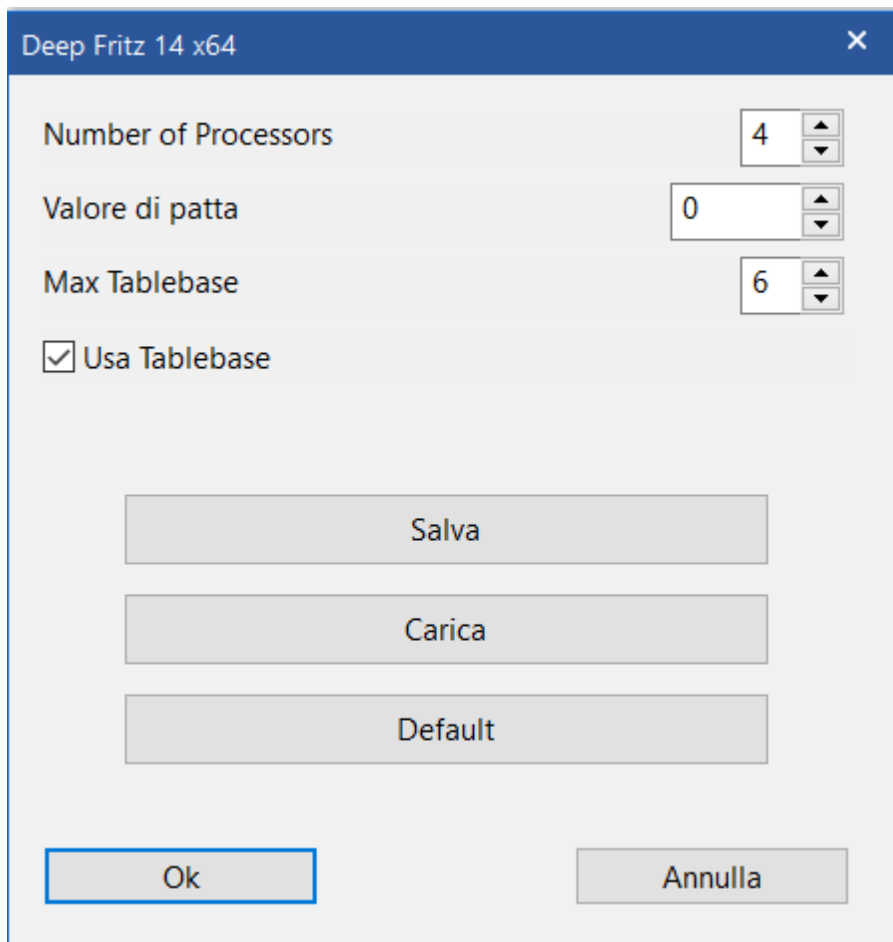 Deep Fritz 14 x64
Number of Processors 4
Valore di patta 0
Max Tablebase 6
Usa Tablebase
Salva
Carica
Default
Ok Annulla